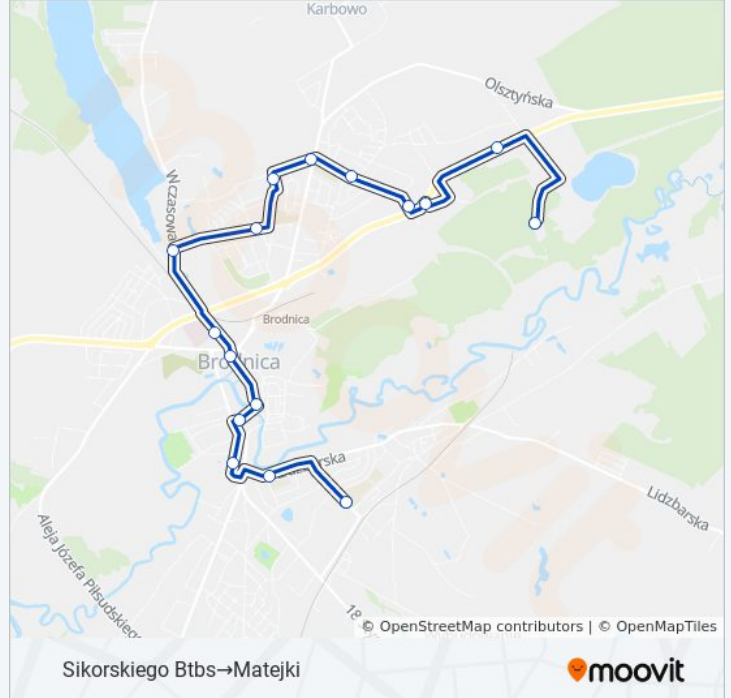 Karbowo
Olsztyńska
Wczasowa
Brodnica
Brodnica
Lidzbarska
Aleja Józefa Piłsudskiego
© OpenStreetMap contributors | © OpenMapTiles
Sikorskiego Btbs→Matejki
moovit